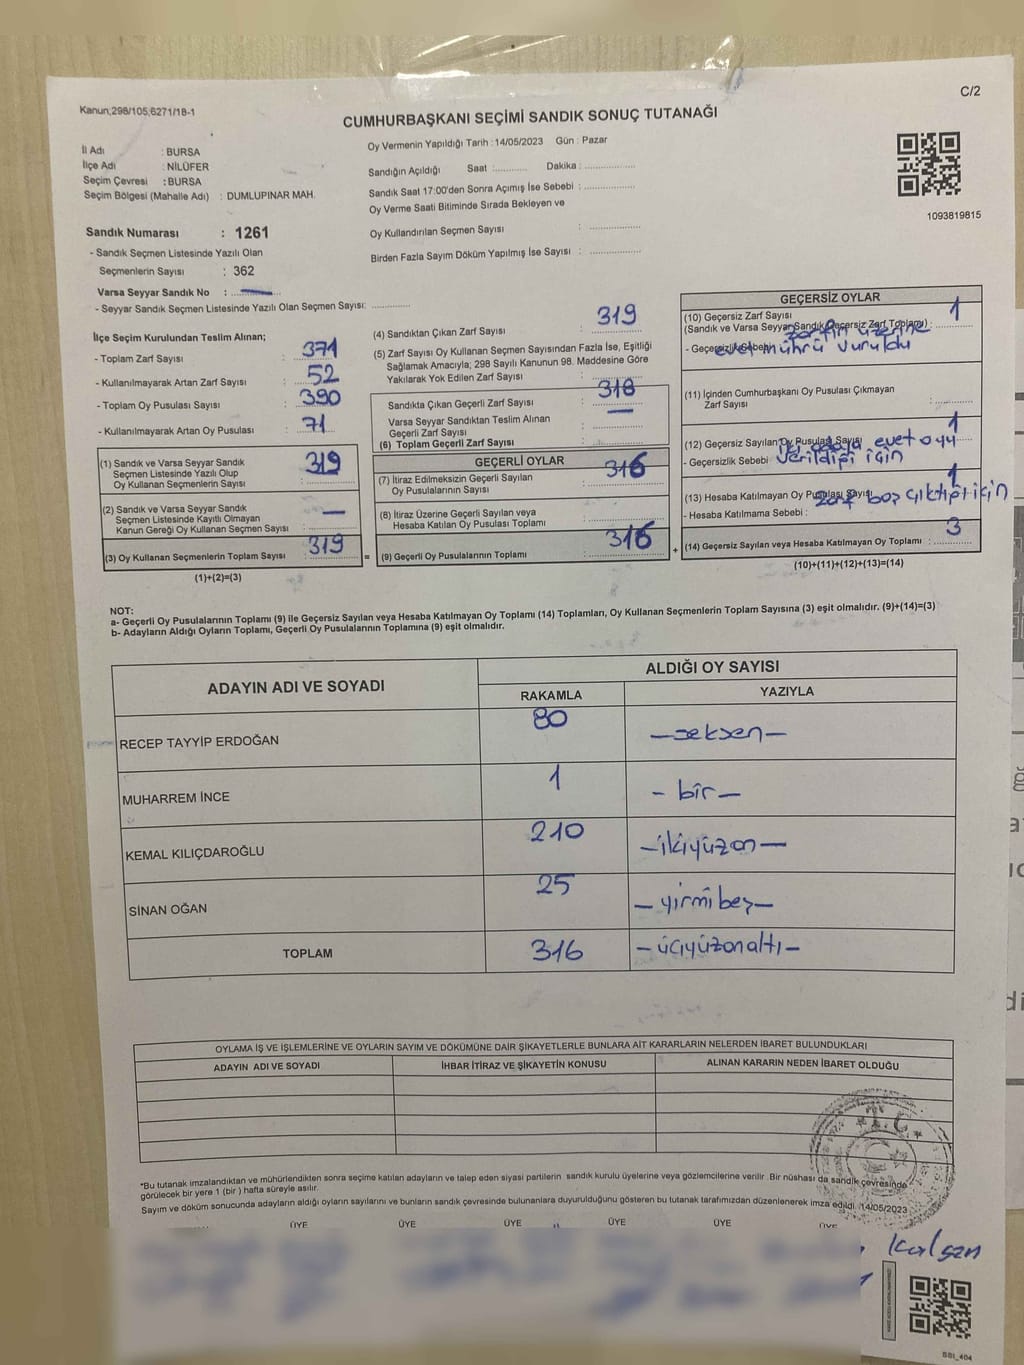 C/2
Kanun;298/105;6271/18-1
CUMHURBAŞKANI SEÇİMİ SANDIK SONUÇ TUTANAĞI
İl Adı : BURSA
İlçe Adı : NİLÜFER
Seçim Çevresi : BURSA
Seçim Bölgesi (Mahalle Adı) : DUMLUPINAR MAH.
Oy Vermenin Yapıldığı Tarih : 14/05/2023 Gün : Pazar
Sandığın Açıldığı Saat : Dakika :
Sandık Saat 17:00'den Sonra Açımış İse Sebebi :
Oy Verme Saati Bitiminde Sırada Bekleyen ve
Oy Kullandırılan Seçmen Sayısı :
Birden Fazla Sayım Döküm Yapılmış İse Sayısı :
1093819815
Sandık Numarası : 1261
- Sandık Seçmen Listesinde Yazılı Olan
Seçmenlerin Sayısı : 362
Varsa Seyyar Sandık No : —
- Seyyar Sandık Seçmen Listesinde Yazılı Olan Seçmen Sayısı:
İlçe Seçim Kurulundan Teslim Alınan;
- Toplam Zarf Sayısı : 371
- Kullanılmayarak Artan Zarf Sayısı : 52
- Toplam Oy Pusulası Sayısı : 390
- Kullanılmayarak Artan Oy Pusulası : 71
(1) Sandık ve Varsa Seyyar Sandık
Seçmen Listesinde Yazılı Olup
Oy Kullanan Seçmenlerin Sayısı : 319
(2) Sandık ve Varsa Seyyar Sandık
Seçmen Listesinde Kayıtlı Olmayan
Kanun Gereği Oy Kullanan Seçmen Sayısı : —
(3) Oy Kullanan Seçmenlerin Toplam Sayısı : 319
(1)+(2)=(3)
(4) Sandıktan Çıkan Zarf Sayısı : 319
(5) Zarf Sayısı Oy Kullanan Seçmen Sayısından Fazla İse, Eşitliği
Sağlamak Amacıyla; 298 Sayılı Kanunun 98. Maddesine Göre
Yakılarak Yok Edilen Zarf Sayısı :
Sandıkta Çıkan Geçerli Zarf Sayısı : 318
Varsa Seyyar Sandıktan Teslim Alınan
Geçerli Zarf Sayısı : —
(6) Toplam Geçerli Zarf Sayısı :
GEÇERLİ OYLAR
(7) İtiraz Edilmeksizin Geçerli Sayılan
Oy Pusulalarının Sayısı : 316
(8) İtiraz Üzerine Geçerli Sayılan veya
Hesaba Katılan Oy Pusulası Toplamı :
= (9) Geçerli Oy Pusulalarının Toplamı : 316
GEÇERSİZ OYLAR
(10) Geçersiz Zarf Sayısı 1
(Sandık ve Varsa Seyyar Sandık Geçersiz Zarf Toplamı) :
- Geçersizlik Sebebi zarfın üzerine
evet mührü vuruldu
(11) İçinden Cumhurbaşkanı Oy Pusulası Çıkmayan
Zarf Sayısı :
(12) Geçersiz Sayılan Oy Pusulası Sayısı 1
- Geçersizlik Sebebi iki adaya evet oyu
verildiği için
(13) Hesaba Katılmayan Oy Pusulası Sayısı 1
- Hesaba Katılmama Sebebi : zarf boş çıktığı için
+ (14) Geçersiz Sayılan veya Hesaba Katılmayan Oy Toplamı : 3
(10)+(11)+(12)+(13)=(14)
NOT:
a- Geçerli Oy Pusulalarının Toplamı (9) ile Geçersiz Sayılan veya Hesaba Katılmayan Oy Toplamı (14) Toplamları, Oy Kullanan Seçmenlerin Toplam Sayısına (3) eşit olmalıdır. (9)+(14)=(3)
b- Adayların Aldığı Oyların Toplamı, Geçerli Oy Pusulalarının Toplamına (9) eşit olmalıdır.
ADAYIN ADI VE SOYADI ALDIĞI OY SAYISI
RAKAMLA YAZIYLA
RECEP TAYYİP ERDOĞAN 80 —seksen—
MUHARREM İNCE 1 – bir —
KEMAL KILIÇDAROĞLU 210 —ikiyüzon—
SİNAN OĞAN 25 — yirmibeş—
TOPLAM 316 —üçyüzonaltı—
OYLAMA İŞ VE İŞLEMLERİNE VE OYLARIN SAYIM VE DÖKÜMÜNE DAİR ŞİKAYETLERLE BUNLARA AİT KARARLARIN NELERDEN İBARET BULUNDUKLARI
ADAYIN ADI VE SOYADI İHBAR İTİRAZ VE ŞİKAYETİN KONUSU ALINAN KARARIN NEDEN İBARET OLDUĞU
T.C.
*Bu tutanak imzalandıktan ve mühürlendikten sonra seçime katılan adayların ve talep eden siyasi partilerin sandık kurulu üyelerine veya gözlemcilerine verilir. Bir nüshası da sandık çevresinde
görülecek bir yere 1 (bir) hafta süreyle asılır.
Sayım ve döküm sonucunda adayların aldığı oyların sayılarını ve bunların sandık çevresinde bulunanlara duyurulduğunu gösteren bu tutanak tarafımızdan düzenlenerek imza edildi. 14/05/2023
ÜYE ÜYE ÜYE ÜYE ÜYE ÜYE